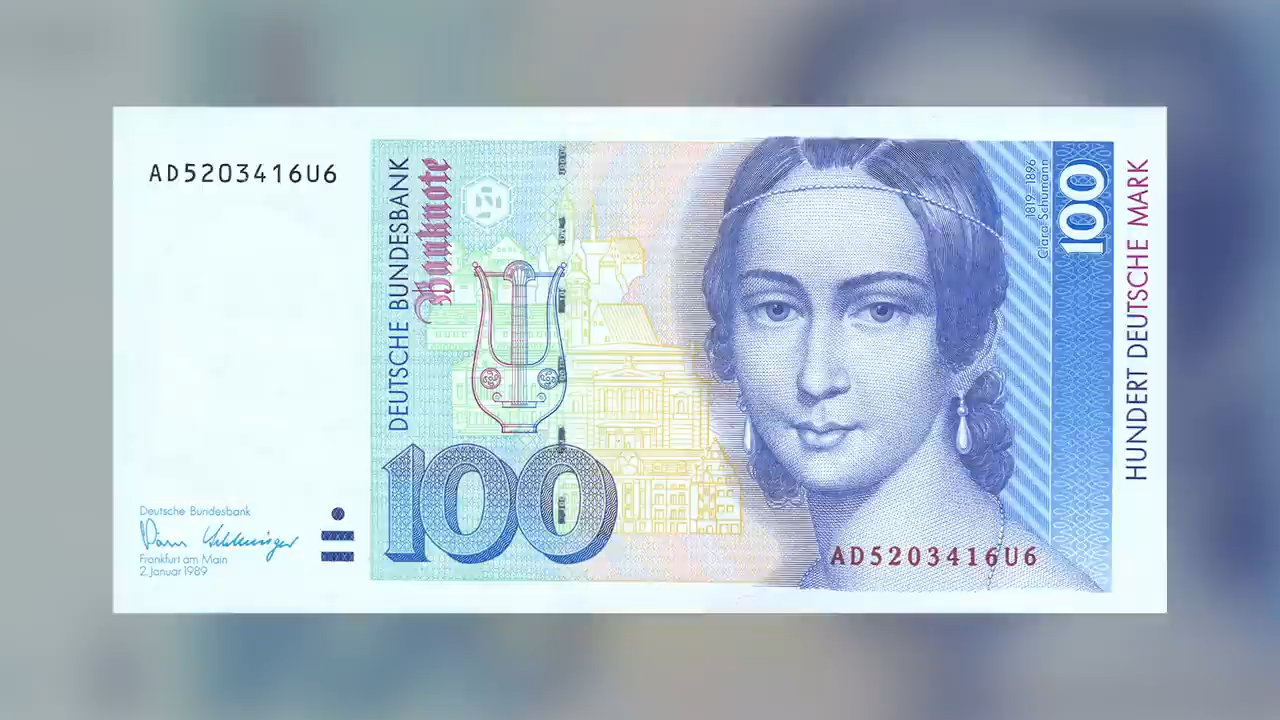 AD5203416U6
DEUTSCHE BUNDESBANK
Banknote
1819-1896
Clara Schumann
100
HUNDERT DEUTSCHE MARK
100
Deutsche Bundesbank
Frankfurt am Main
2. Januar 1989
AD5203416U6